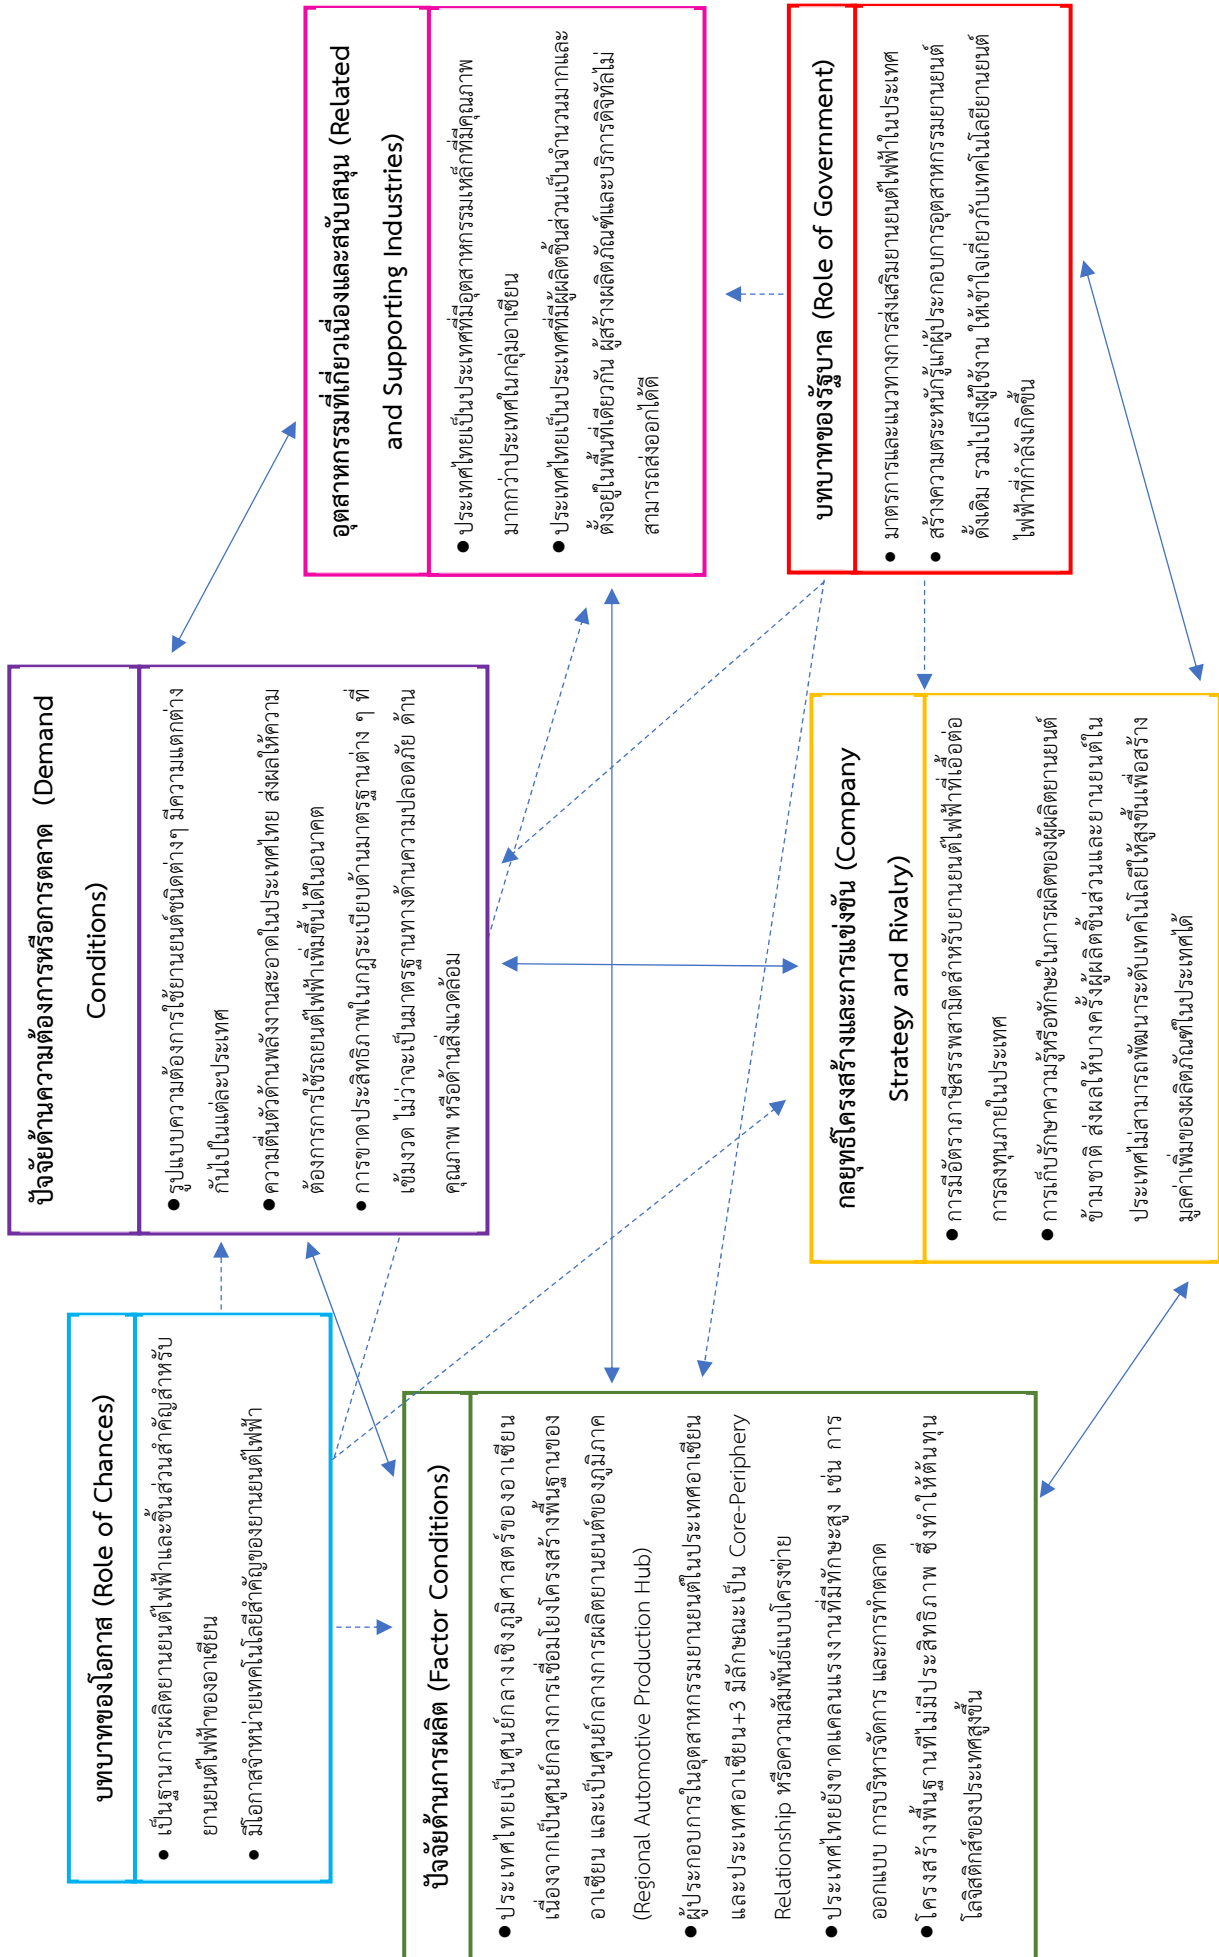 บทบาทของโอกาส (Role of Chances)
● เป็นฐานการผลิตยานยนต์ไฟฟ้าและชิ้นส่วนสำคัญสำหรับ
ยานยนต์ไฟฟ้าของอาเซียน
● มีโอกาสจำหน่ายเทคโนโลยีสำคัญของยานยนต์ไฟฟ้า
ปัจจัยด้านความต้องการหรือการตลาด (Demand
Conditions)
● รูปแบบความต้องการใช้ยานยนต์ชนิดต่างๆ มีความแตกต่าง
กันไปในแต่ละประเทศ
● ความตื่นตัวด้านพลังงานสะอาดในประเทศไทย ส่งผลให้ความ
ต้องการการใช้รถยนต์ไฟฟ้าเพิ่มขึ้นได้ในอนาคต
● การขาดประสิทธิภาพในกฎระเบียบด้านมาตรฐานต่าง ๆ ที่
เข้มงวด ไม่ว่าจะเป็นมาตรฐานทางด้านความปลอดภัย ด้าน
คุณภาพ หรือด้านสิ่งแวดล้อม
อุตสาหกรรมที่เกี่ยวเนื่องและสนับสนุน (Related
and Supporting Industries)
● ประเทศไทยเป็นประเทศที่มีอุตสาหกรรมเหล็กที่มีคุณภาพ
มากกว่าประเทศในกลุ่มอาเซียน
● ประเทศไทยเป็นประเทศที่มีผู้ผลิตชิ้นส่วนเป็นจำนวนมากและ
ตั้งอยู่ในพื้นที่เดียวกัน ผู้สร้างผลิตภัณฑ์และบริการดิจิทัลไม่
สามารถส่งออกได้ดี
ปัจจัยด้านการผลิต (Factor Conditions)
● ประเทศไทยเป็นศูนย์กลางเชิงภูมิศาสตร์ของอาเซียน
เนื่องจากเป็นศูนย์กลางการเชื่อมโยงโครงสร้างพื้นฐานของ
อาเซียน และเป็นศูนย์กลางการผลิตยานยนต์ของภูมิภาค
(Regional Automotive Production Hub)
● ผู้ประกอบการในอุตสาหกรรมยานยนต์ในประเทศอาเซียน
และประเทศอาเซียน+3 มีลักษณะเป็น Core-Periphery
Relationship หรือความสัมพันธ์แบบโครงข่าย
● ประเทศไทยยังขาดแคลนแรงงานที่มีทักษะสูง เช่น การ
ออกแบบ การบริหารจัดการ และการทำตลาด
● โครงสร้างพื้นฐานที่ไม่มีประสิทธิภาพ ซึ่งทำให้ต้นทุน
โลจิสติกส์ของประเทศสูงขึ้น
กลยุทธ์โครงสร้างและการแข่งขัน (Company
Strategy and Rivalry)
● การมีอัตราภาษีสรรพสามิตสำหรับยานยนต์ไฟฟ้าที่เอื้อต่อ
การลงทุนภายในประเทศ
● การเก็บรักษาความรู้หรือทักษะในการผลิตของผู้ผลิตยานยนต์
ข้ามชาติ ส่งผลให้บางครั้งผู้ผลิตชิ้นส่วนและยานยนต์ใน
ประเทศไม่สามารถพัฒนาระดับเทคโนโลยีให้สูงขึ้นเพื่อสร้าง
มูลค่าเพิ่มของผลิตภัณฑ์ในประเทศได้
บทบาทของรัฐบาล (Role of Government)
● มาตรการและแนวทางการส่งเสริมยานยนต์ไฟฟ้าในประเทศ
● สร้างความตระหนักรู้แก่ผู้ประกอบการอุตสาหกรรมยานยนต์
ดั้งเดิม รวมไปถึงผู้ใช้งาน ให้เข้าใจเกี่ยวกับเทคโนโลยียานยนต์
ไฟฟ้าที่กำลังเกิดขึ้น